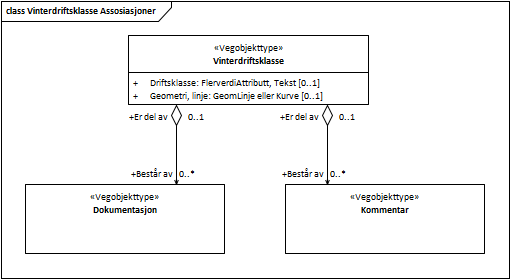 class Vinterdriftsklasse Assosiasjoner
«Vegobjekttype»
Vinterdriftsklasse
+ Driftsklasse: FlerverdiAttributt, Tekst [0..1]
+ Geometri, linje: GeomLinje eller Kurve [0..1]
+Er del av 0..1
+Er del av 0..1
+Består av 0..*
+Består av 0..*
«Vegobjekttype»
Dokumentasjon
«Vegobjekttype»
Kommentar